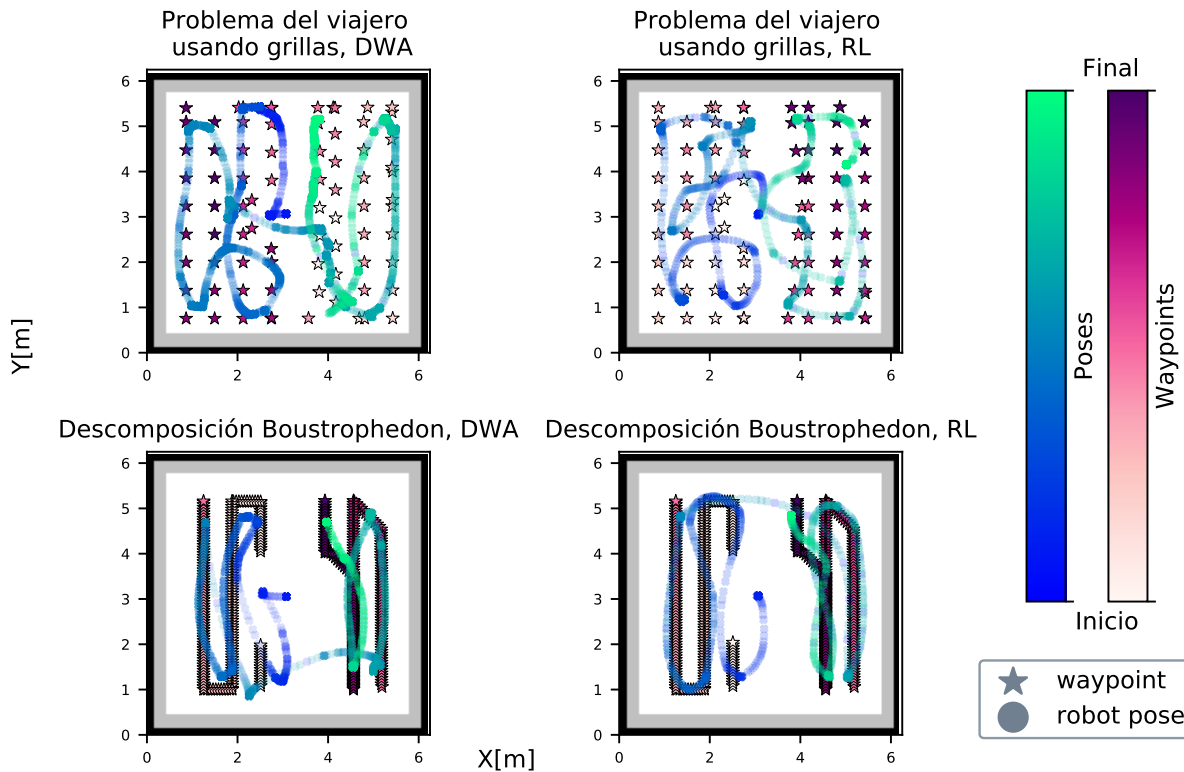 Problema del viajero
usando grillas, DWA
Problema del viajero
usando grillas, RL
6
5
4
3
2
1
0
0 2 4 6
6
5
4
3
2
1
0
0 2 4 6
Y[m]
Descomposición Boustrophedon, DWA
Descomposición Boustrophedon, RL
6
5
4
3
2
1
0
0 2 4 6
6
5
4
3
2
1
0
0 2 4 6
X[m]
Final
Poses
Waypoints
Inicio
waypoint
robot pose